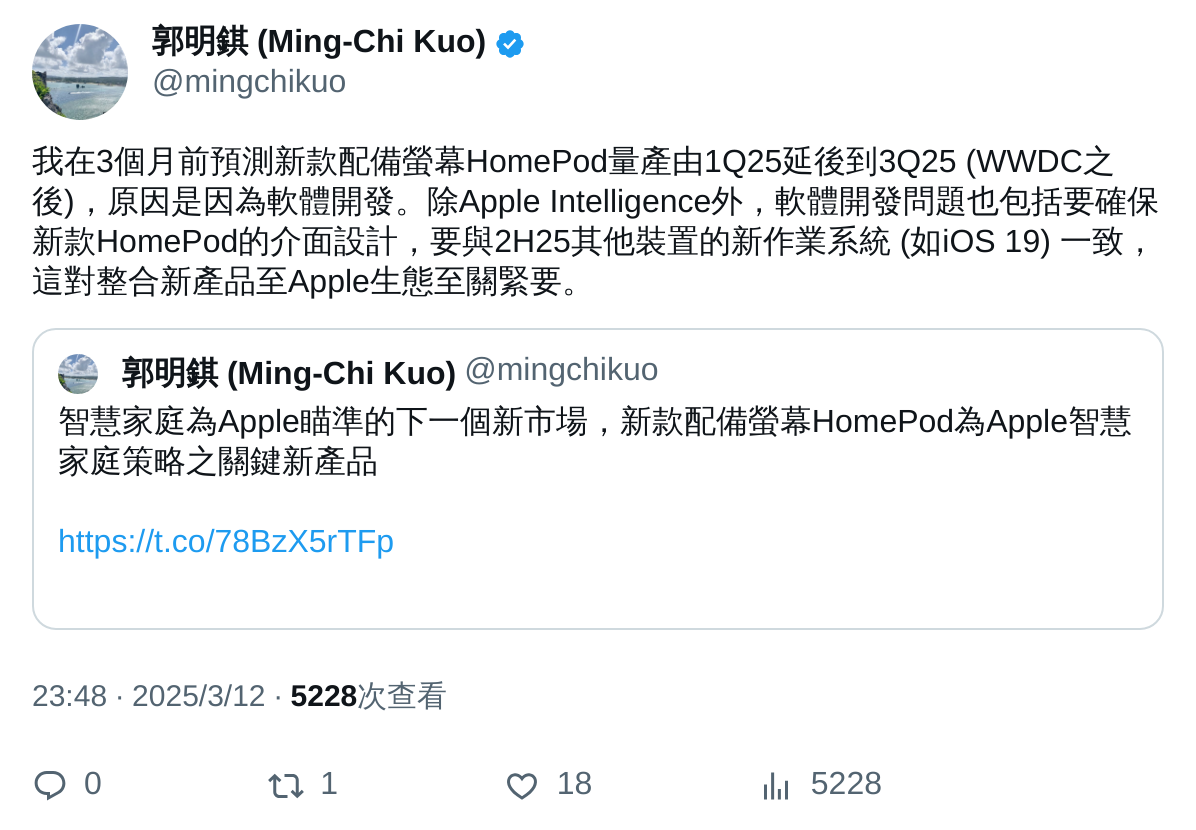 郭明錤 (Ming-Chi Kuo)
@mingchikuo
我在3個月前預測新款配備螢幕HomePod量產由1Q25延後到3Q25 (WWDC之
後)，原因是因為軟體開發。除Apple Intelligence外，軟體開發問題也包括要確保
新款HomePod的介面設計，要與2H25其他裝置的新作業系統 (如iOS 19) 一致，
這對整合新產品至Apple生態至關緊要。
郭明錤 (Ming-Chi Kuo) @mingchikuo
智慧家庭為Apple瞄準的下一個新市場，新款配備螢幕HomePod為Apple智慧
家庭策略之關鍵新產品
https://t.co/78BzX5rTFp
23:48 · 2025/3/12 · 5228次查看
0 1 18 5228